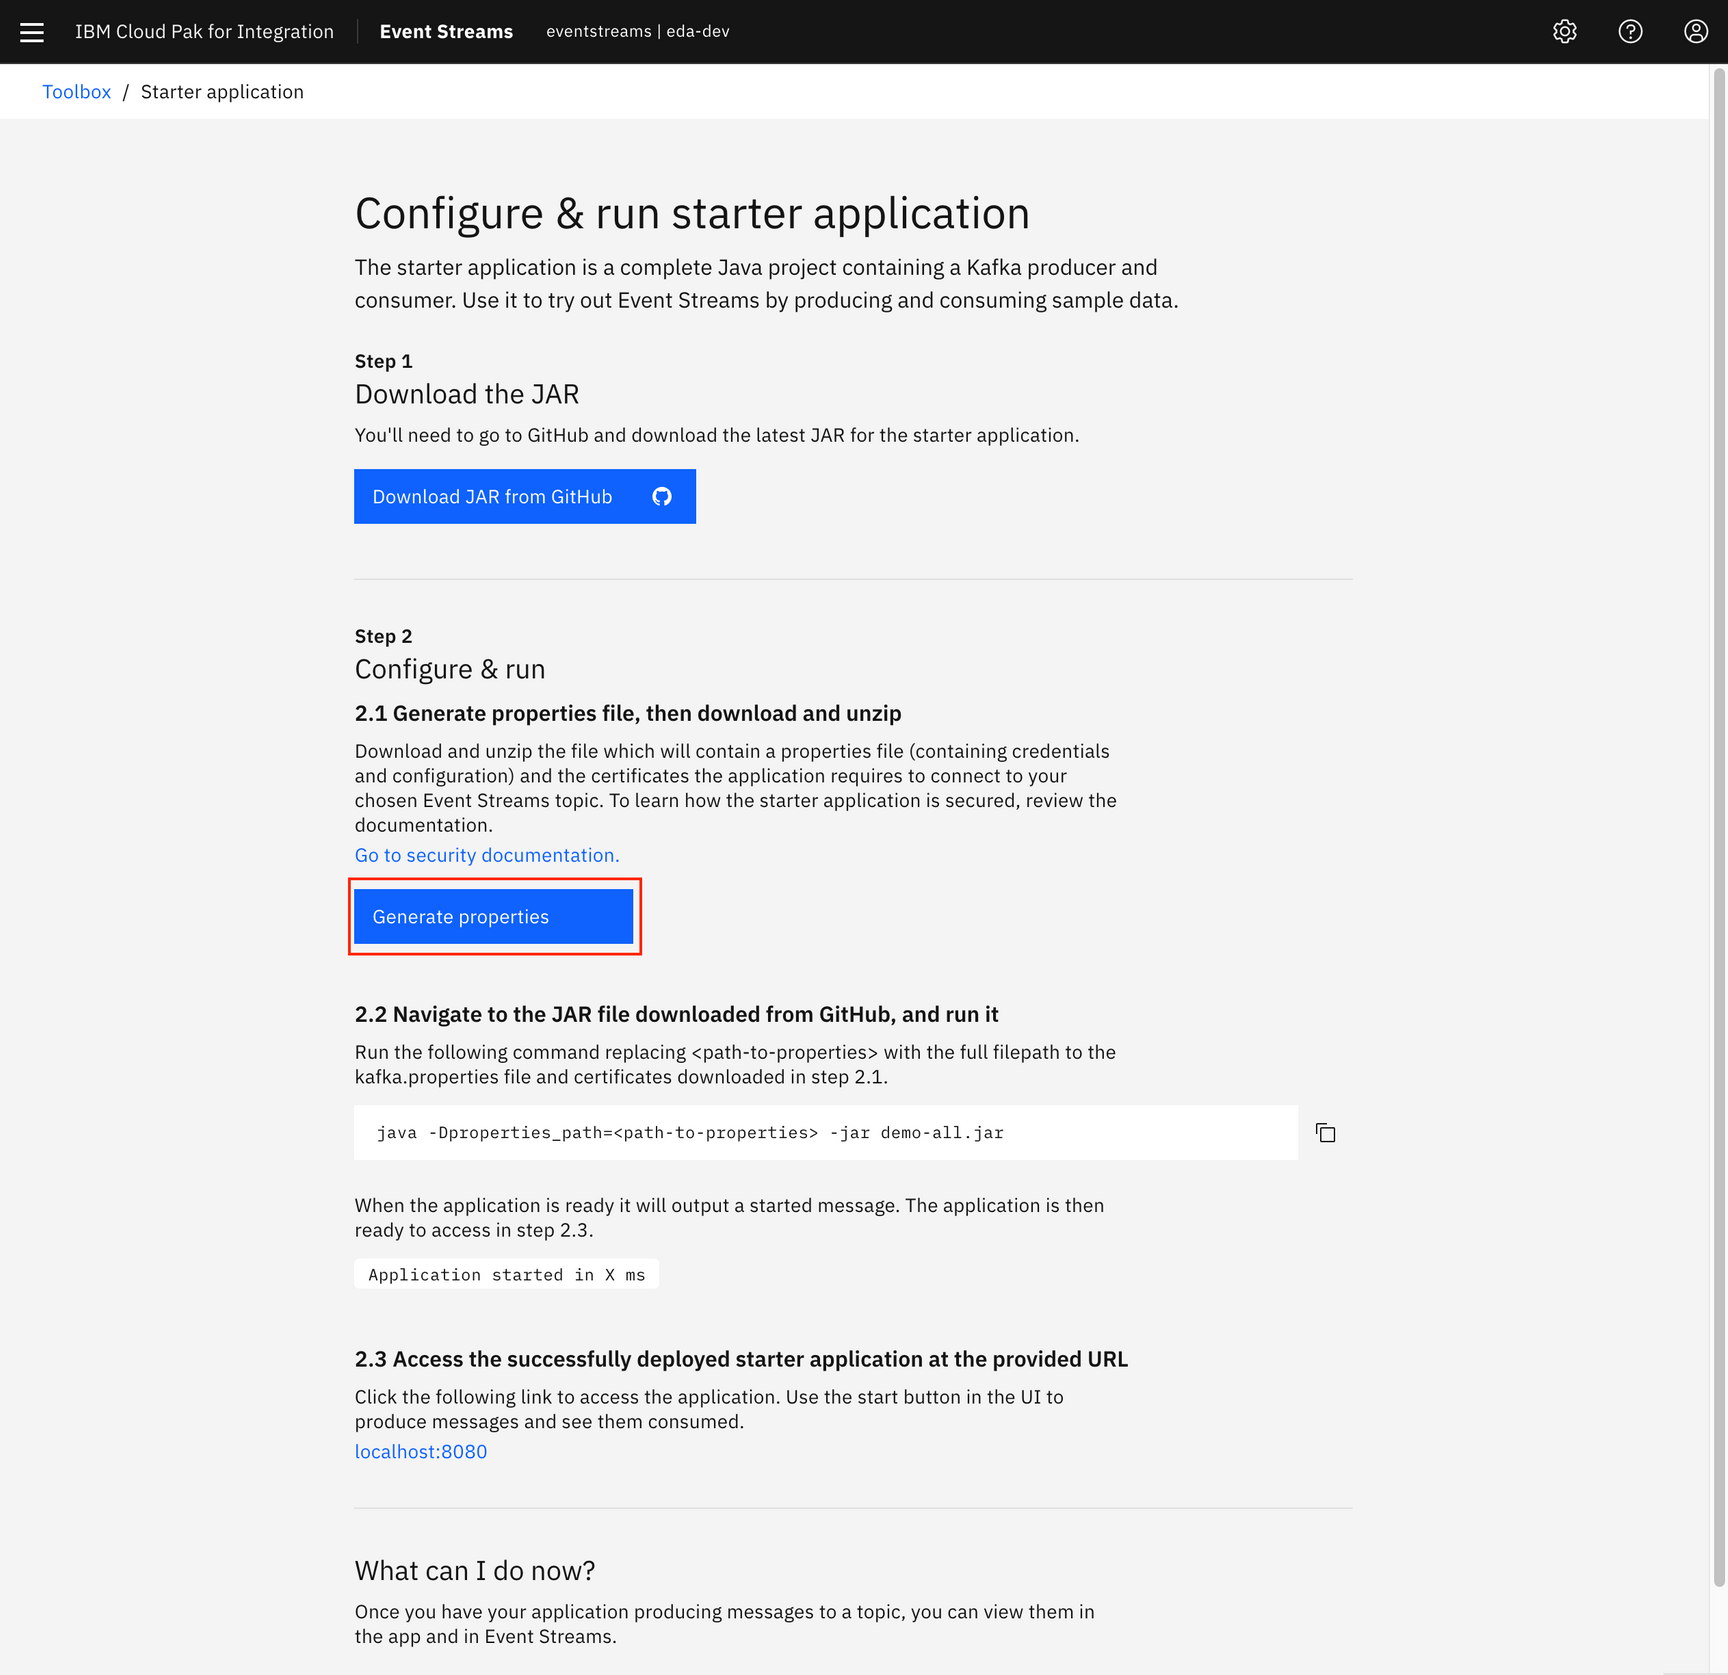 IBM Cloud Pak for Integration Event Streams eventstreams | eda-dev
Toolbox / Starter application
Configure & run starter application
The starter application is a complete Java project containing a Kafka producer and
consumer. Use it to try out Event Streams by producing and consuming sample data.
Step 1
Download the JAR
You'll need to go to GitHub and download the latest JAR for the starter application.
Download JAR from GitHub
Step 2
Configure & run
2.1 Generate properties file, then download and unzip
Download and unzip the file which will contain a properties file (containing credentials
and configuration) and the certificates the application requires to connect to your
chosen Event Streams topic. To learn how the starter application is secured, review the
documentation.
Go to security documentation.
Generate properties
2.2 Navigate to the JAR file downloaded from GitHub, and run it
Run the following command replacing <path-to-properties> with the full filepath to the
kafka.properties file and certificates downloaded in step 2.1.
java -Dproperties_path=<path-to-properties> -jar demo-all.jar
When the application is ready it will output a started message. The application is then
ready to access in step 2.3.
Application started in X ms
2.3 Access the successfully deployed starter application at the provided URL
Click the following link to access the application. Use the start button in the UI to
produce messages and see them consumed.
localhost:8080
What can I do now?
Once you have your application producing messages to a topic, you can view them in
the app and in Event Streams.